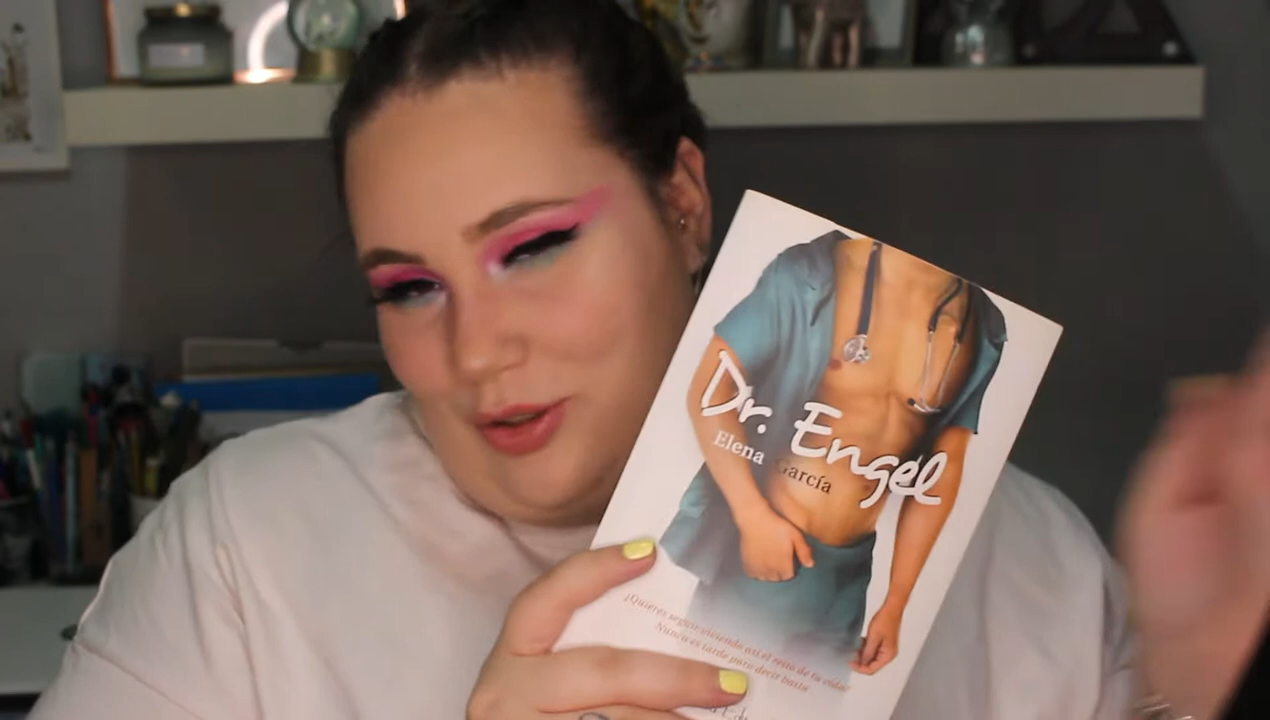 Dr. Engel
Elena García
¿Quieres seguir viviendo así el resto de tu vida?
Nunca es tarde para decir basta